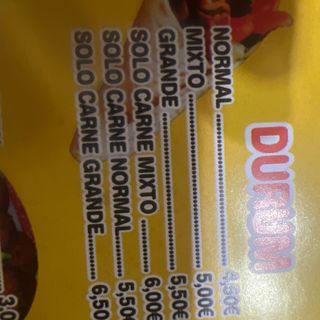 DURUM
NORMAL..........4,50€
MIXTO..........5,00€
GRANDE..........5,50€
SOLO CARNE MIXTO..........6,00€
SOLO CARNE NORMAL.....5,50€
SOLO CARNE GRANDE.....6,50